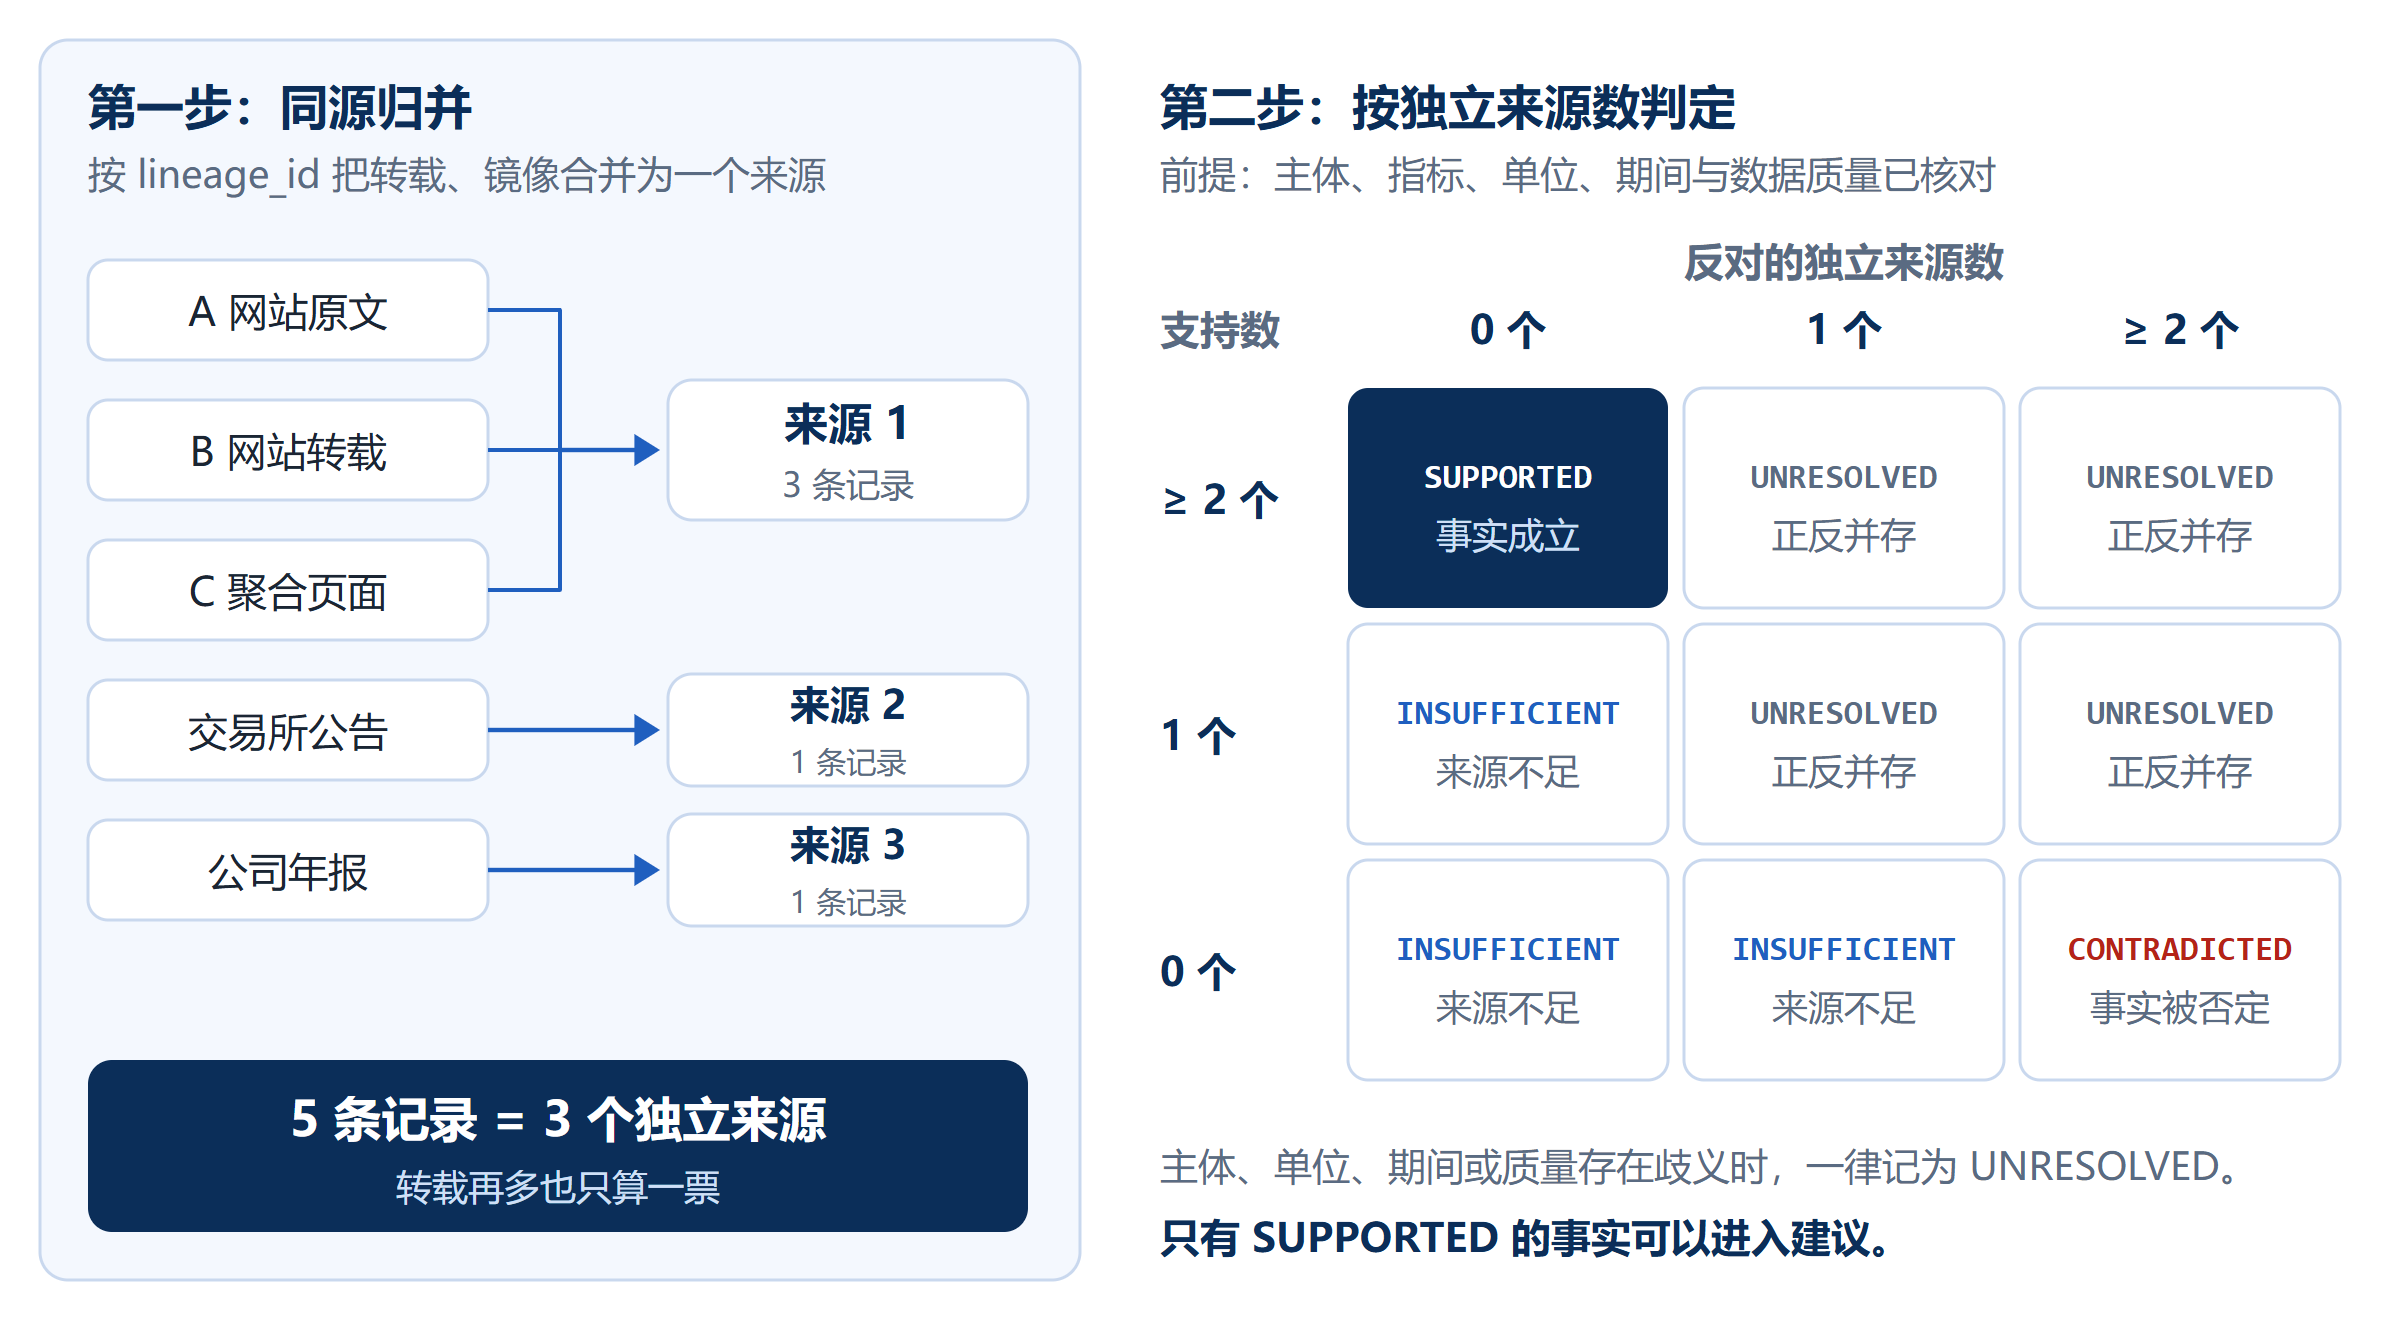 第一步：同源归并
按 lineage_id 把转载、镜像合并为一个来源
A 网站原文
B 网站转载
C 聚合页面
交易所公告
公司年报
来源 1
3 条记录
来源 2
1 条记录
来源 3
1 条记录
5 条记录 = 3 个独立来源
转载再多也只算一票
第二步：按独立来源数判定
前提：主体、指标、单位、期间与数据质量已核对
反对的独立来源数
支持数
0 个
1 个
≥ 2 个
≥ 2 个
SUPPORTED
事实成立
UNRESOLVED
正反并存
UNRESOLVED
正反并存
1 个
INSUFFICIENT
来源不足
UNRESOLVED
正反并存
UNRESOLVED
正反并存
0 个
INSUFFICIENT
来源不足
INSUFFICIENT
来源不足
CONTRADICTED
事实被否定
主体、单位、期间或质量存在歧义时，一律记为 UNRESOLVED。
只有 SUPPORTED 的事实可以进入建议。